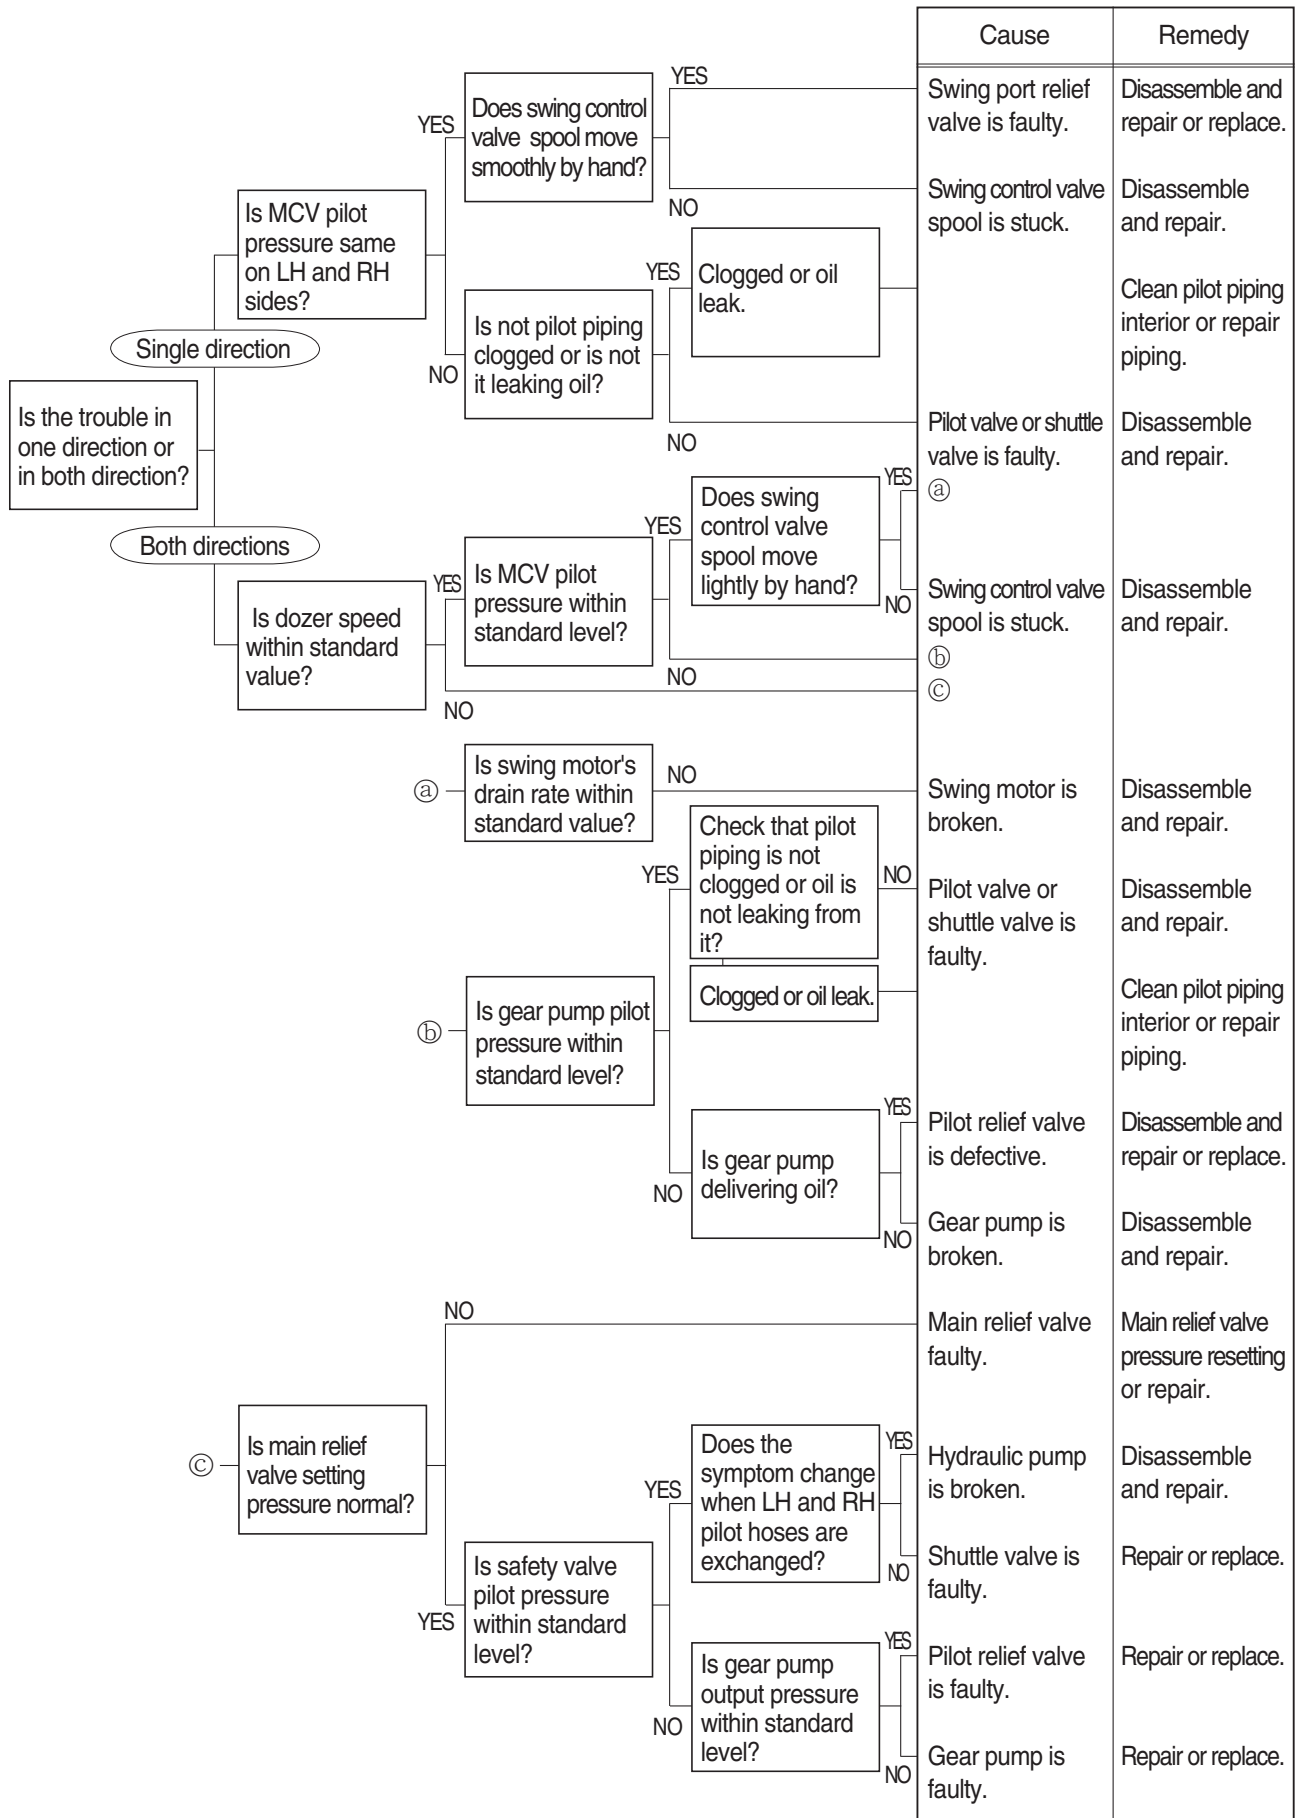 Cause
Remedy
YES
Does swing control
valve spool move
smoothly by hand?
YES
Swing port relief
valve is faulty.
Disassemble and
repair or replace.
NO
Swing control valve
spool is stuck.
Disassemble
and repair.
Is MCV pilot
pressure same
on LH and RH
sides?
YES
Clogged or oil
leak.
Clean pilot piping
interior or repair
piping.
Is not pilot piping
clogged or is not
it leaking oil?
NO
Single direction
Is the trouble in
one direction or
in both direction?
NO
Pilot valve or shuttle
valve is faulty.
Disassemble
and repair.
Both directions
YES
Does swing
control valve
spool move
lightly by hand?
YES
ⓐ
NO
Swing control valve
spool is stuck.
Disassemble
and repair.
YES
Is MCV pilot
pressure within
standard level?
Is dozer speed
within standard
value?
NO
ⓑ
NO
ⓒ
ⓐ
Is swing motor's
drain rate within
standard value?
NO
Swing motor is
broken.
Disassemble
and repair.
YES
Check that pilot
piping is not
clogged or oil is
not leaking from
it?
NO
Pilot valve or
shuttle valve is
faulty.
Disassemble
and repair.
Clogged or oil leak.
Clean pilot piping
interior or repair
piping.
ⓑ
Is gear pump pilot
pressure within
standard level?
NO
Is gear pump
delivering oil?
YES
Pilot relief valve
is defective.
Disassemble and
repair or replace.
NO
Gear pump is
broken.
Disassemble
and repair.
NO
Main relief valve
faulty.
Main relief valve
pressure resetting
or repair.
ⓒ
Is main relief
valve setting
pressure normal?
YES
Does the
symptom change
when LH and RH
pilot hoses are
exchanged?
YES
Hydraulic pump
is broken.
Disassemble
and repair.
NO
Shuttle valve is
faulty.
Repair or replace.
YES
Is safety valve
pilot pressure
within standard
level?
NO
Is gear pump
output pressure
within standard
level?
YES
Pilot relief valve
is faulty.
Repair or replace.
NO
Gear pump is
faulty.
Repair or replace.